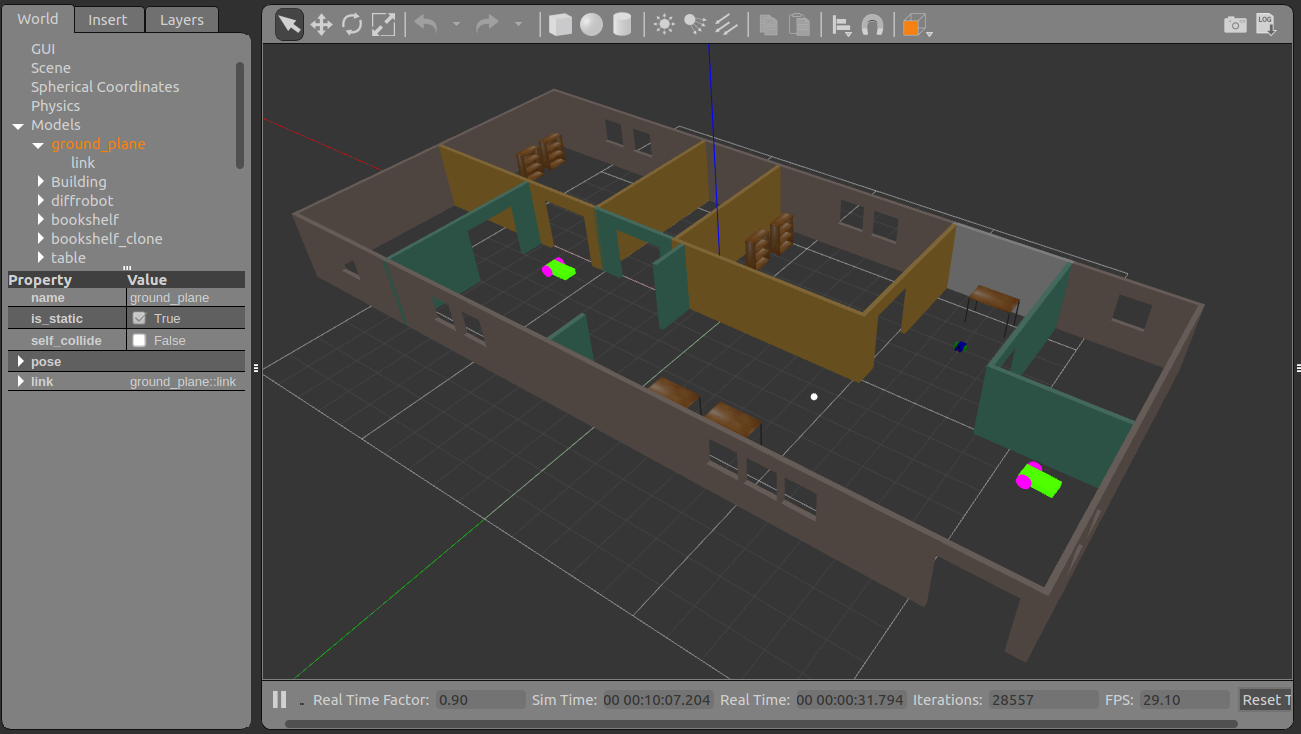 World Insert Layers
LOG
GUI
Scene
Spherical Coordinates
Physics
Models
ground_plane
link
Building
diffrobot
bookshelf
bookshelf_clone
table
Property Value
name ground_plane
is_static True
self_collide False
pose
link ground_plane::link
Real Time Factor: 0.90 Sim Time: 00 00:10:07.204 Real Time: 00 00:00:31.794 Iterations: 28557 FPS: 29.10 Reset T